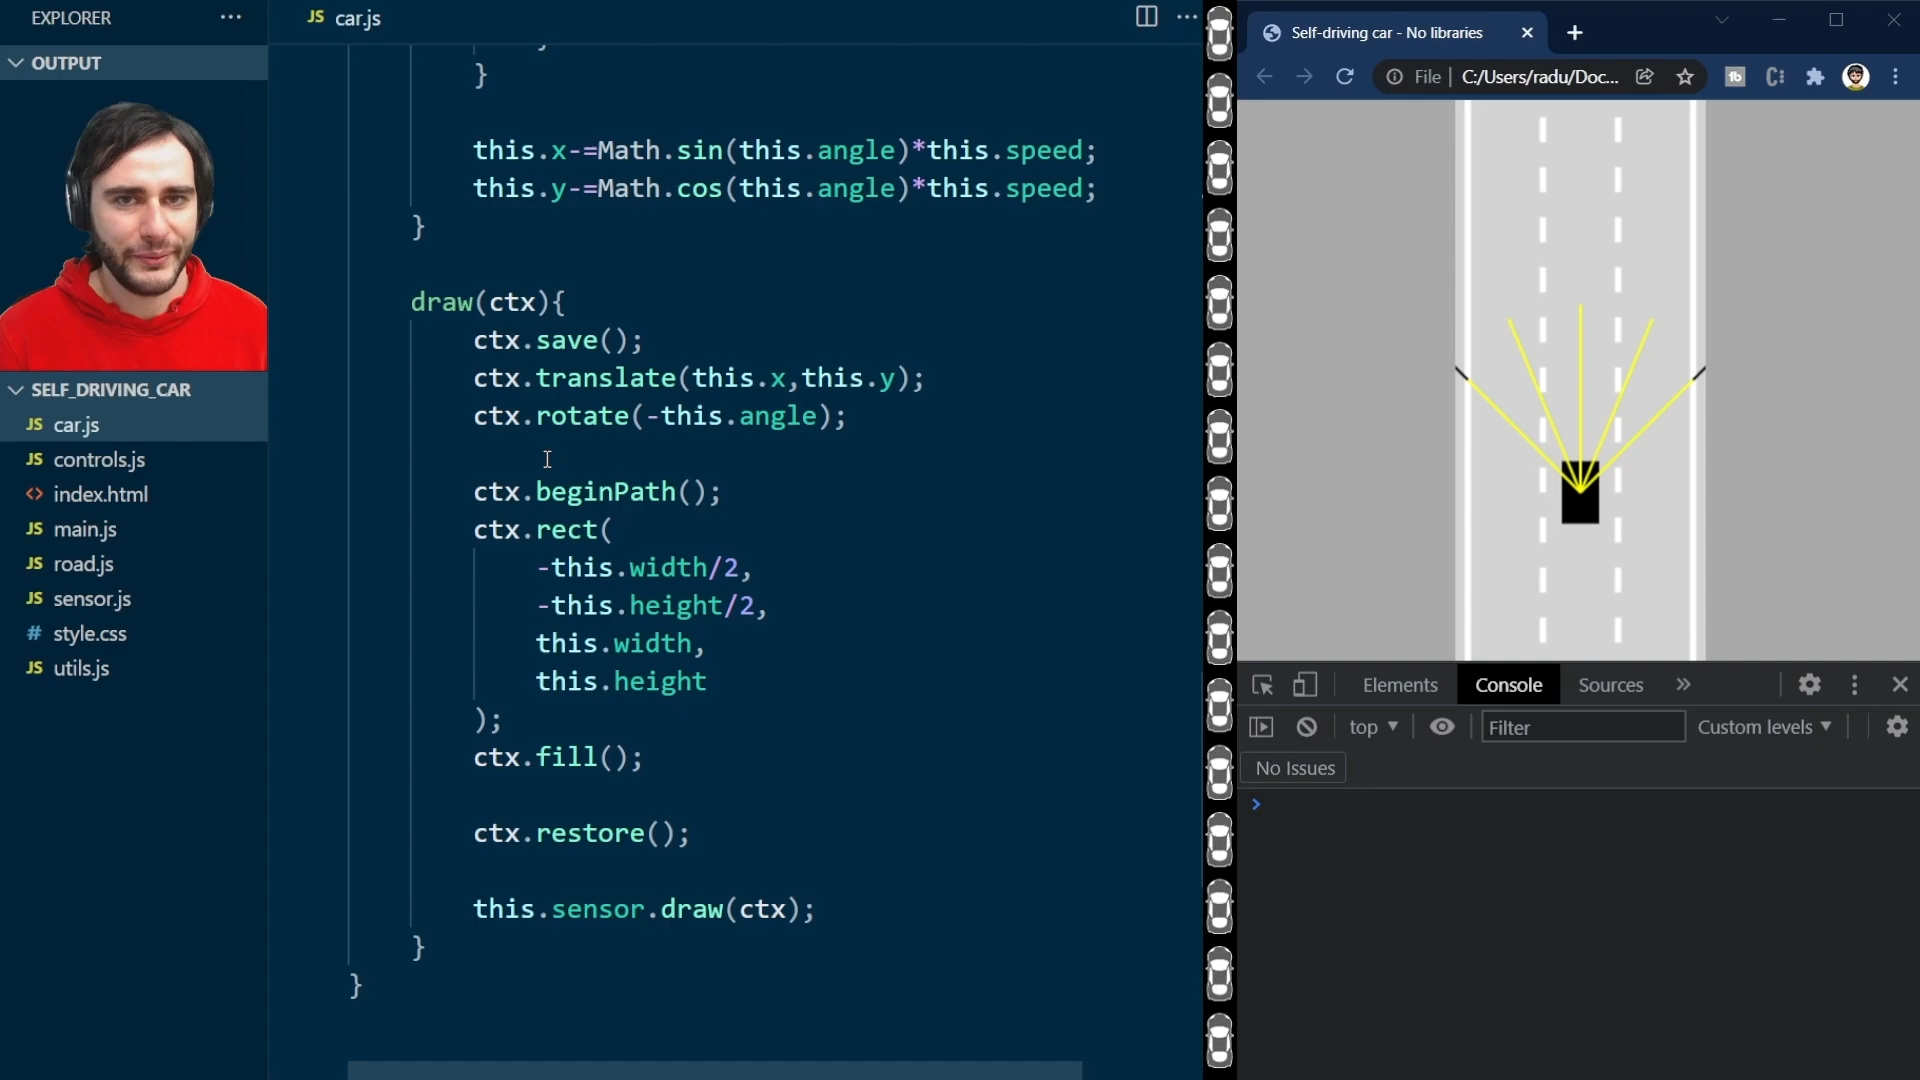 EXPLORER
OUTPUT
SELF_DRIVING_CAR
JS car.js
JS controls.js
<> index.html
JS main.js
JS road.js
JS sensor.js
# style.css
JS utils.js
JS car.js
}
this.x-=Math.sin(this.angle)*this.speed;
this.y-=Math.cos(this.angle)*this.speed;
}
draw(ctx){
ctx.save();
ctx.translate(this.x,this.y);
ctx.rotate(-this.angle);
ctx.beginPath();
ctx.rect(
-this.width/2,
-this.height/2,
this.width,
this.height
);
ctx.fill();
ctx.restore();
this.sensor.draw(ctx);
}
}
Self-driving car - No libraries
File | C:/Users/radu/Doc...
tb
Elements Console Sources
top Filter Custom levels
No Issues